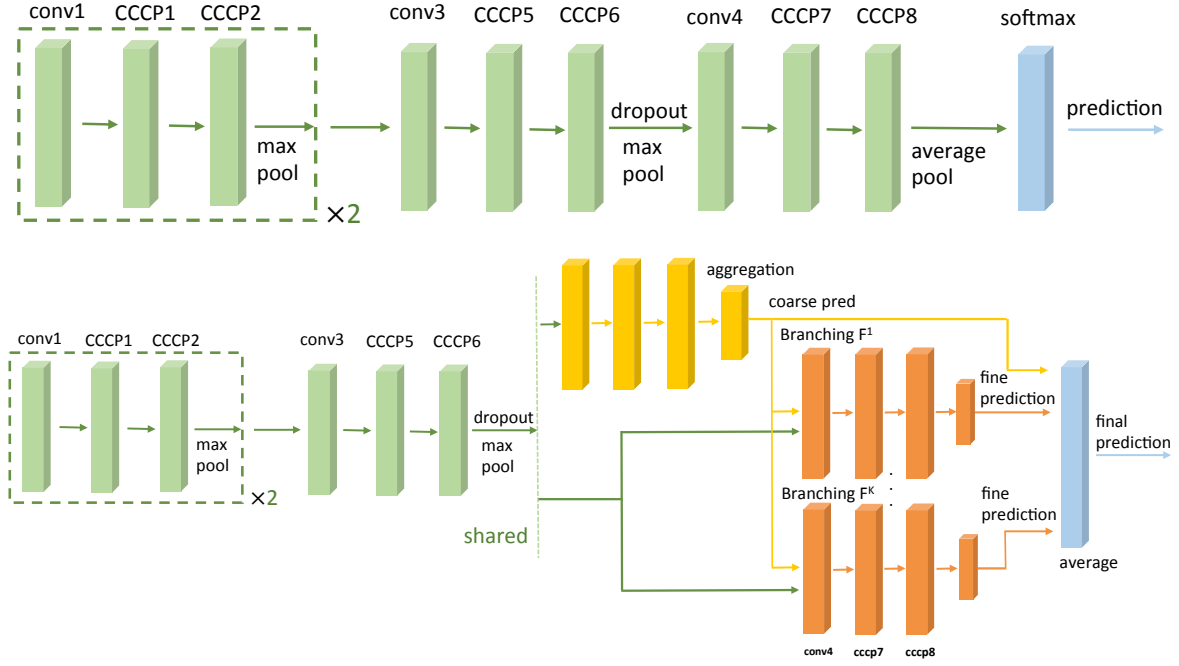 conv1 CCCP1 CCCP2 conv3 CCCP5 CCCP6 conv4 CCCP7 CCCP8 softmax
dropout
prediction
max
pool
max
pool
average
pool
×2
aggregation
coarse pred
conv1 CCCP1 CCCP2 conv3 CCCP5 CCCP6
Branching F¹
fine
prediction
dropout
max
pool
max
pool
final
prediction
×2
Branching Fᴷ
:
:
fine
prediction
shared
average
conv4 cccp7 cccp8